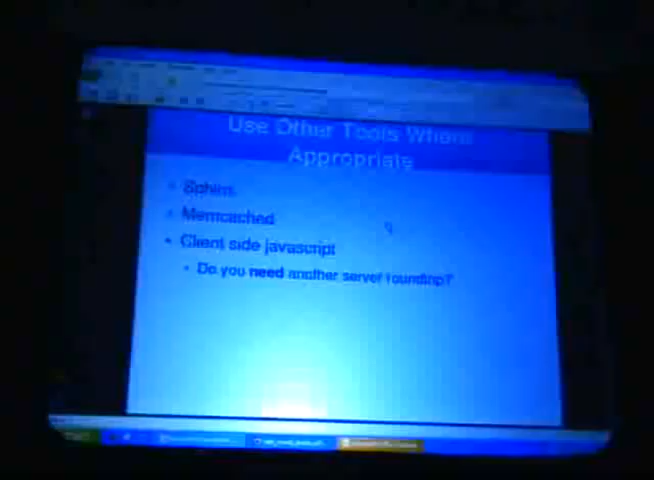 Use Other Tools Where
Appropriate
Sphinx
Memcached
Client side javascript
Do you need another server roundtrip?